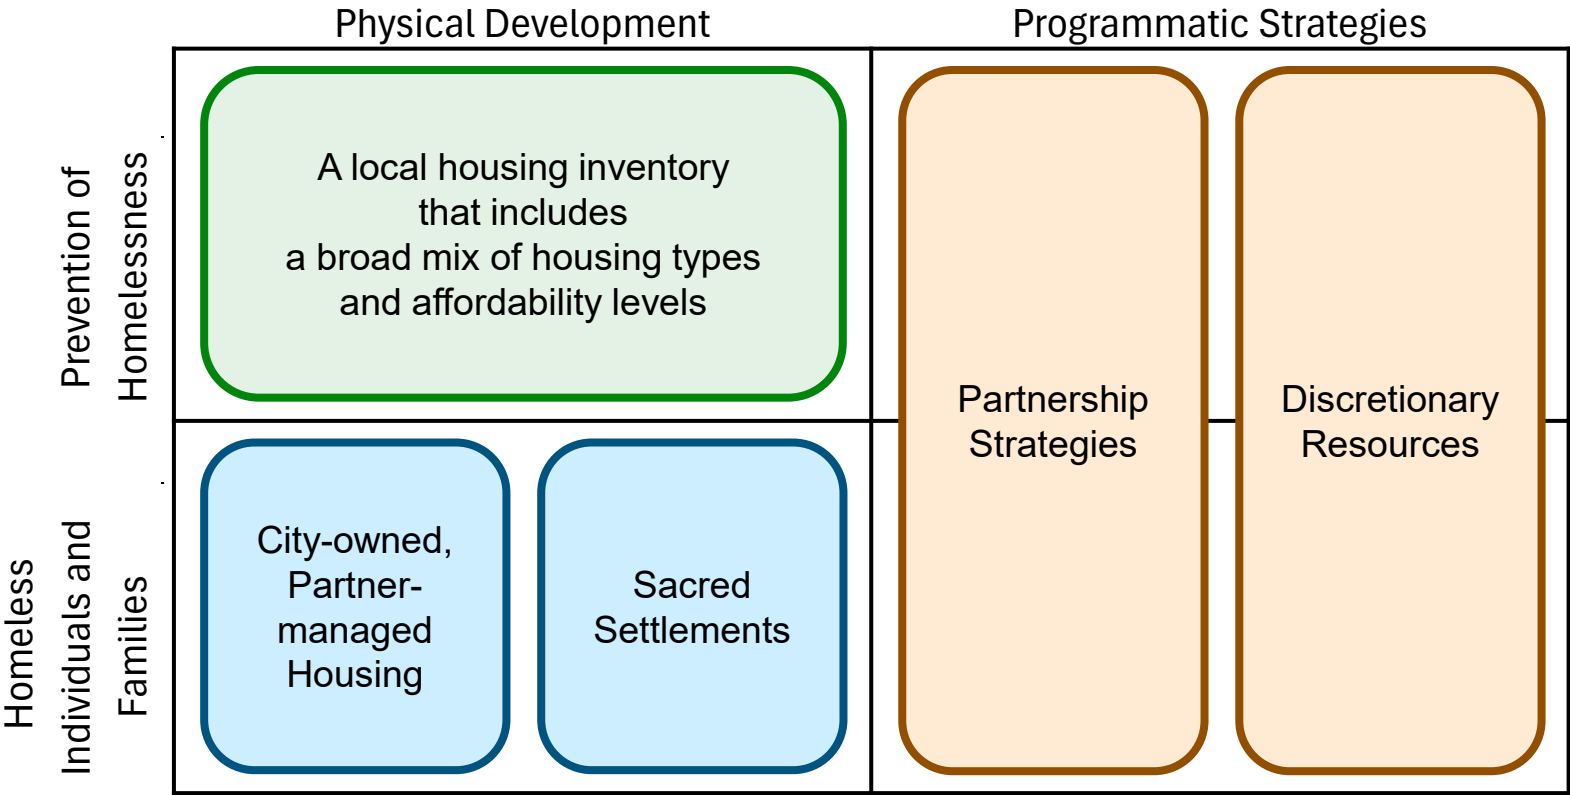 Physical Development
Programmatic Strategies
Prevention of
Homelessness
A local housing inventory
that includes
a broad mix of housing types
and affordability levels
Partnership
Strategies
Discretionary
Resources
Homeless
Individuals and
Families
City-owned,
Partner-
managed
Housing
Sacred
Settlements